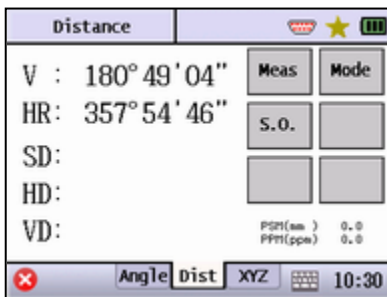 Distance
V : 180°49'04"
HR: 357°54'46"
SD:
HD:
VD:
Meas Mode
S.O.
PSM(mm ) 0.0
PPM(ppm) 0.0
Angle Dist XYZ 10:30